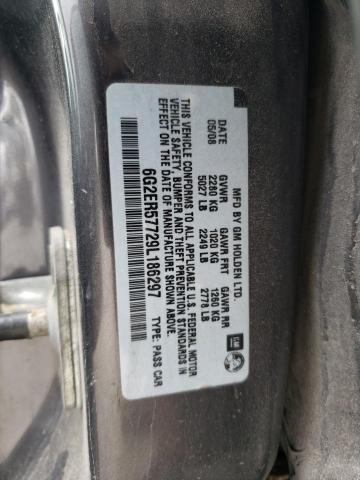 MFD BY GM HOLDEN LTD.
DATE GVWR GAWR FRT GAWR RR
05/08 2280 KG 1020 KG 1260 KG
5027 LB 2249 LB 2778 LB
THIS VEHICLE CONFORMS TO ALL APPLICABLE U.S. FEDERAL MOTOR
VEHICLE SAFETY, BUMPER AND THEFT PREVENTION STANDARDS IN
EFFECT ON THE DATE OF MANUFACTURE SHOWN ABOVE.
6G2ER57729L186297 TYPE: PASS CAR
GM